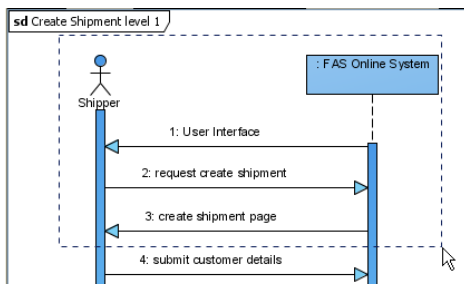 sd Create Shipment level 1
: FAS Online System
Shipper
1: User Interface
2: request create shipment
3: create shipment page
4: submit customer details